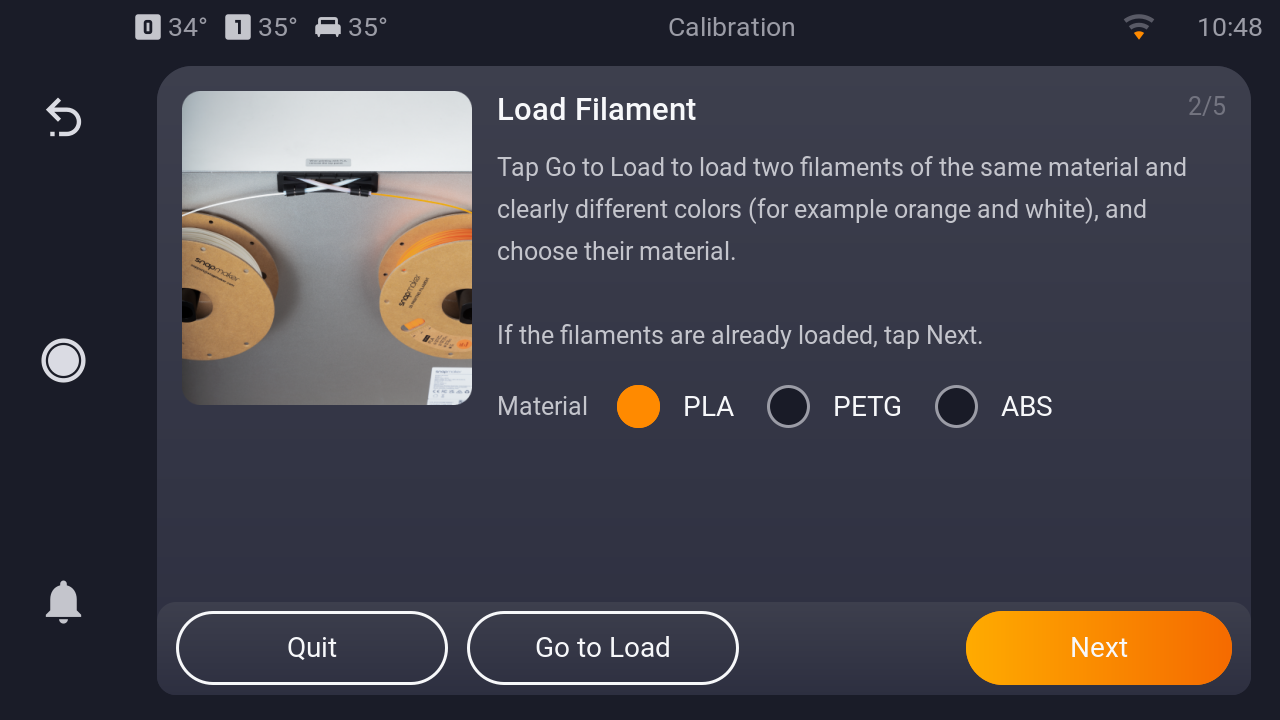 0 34° 1 35° 35° Calibration 10:48
Load Filament 2/5
Tap Go to Load to load two filaments of the same material and
clearly different colors (for example orange and white), and
choose their material.
If the filaments are already loaded, tap Next.
Material PLA PETG ABS
snapmaker
snapmaker
Quit Go to Load Next